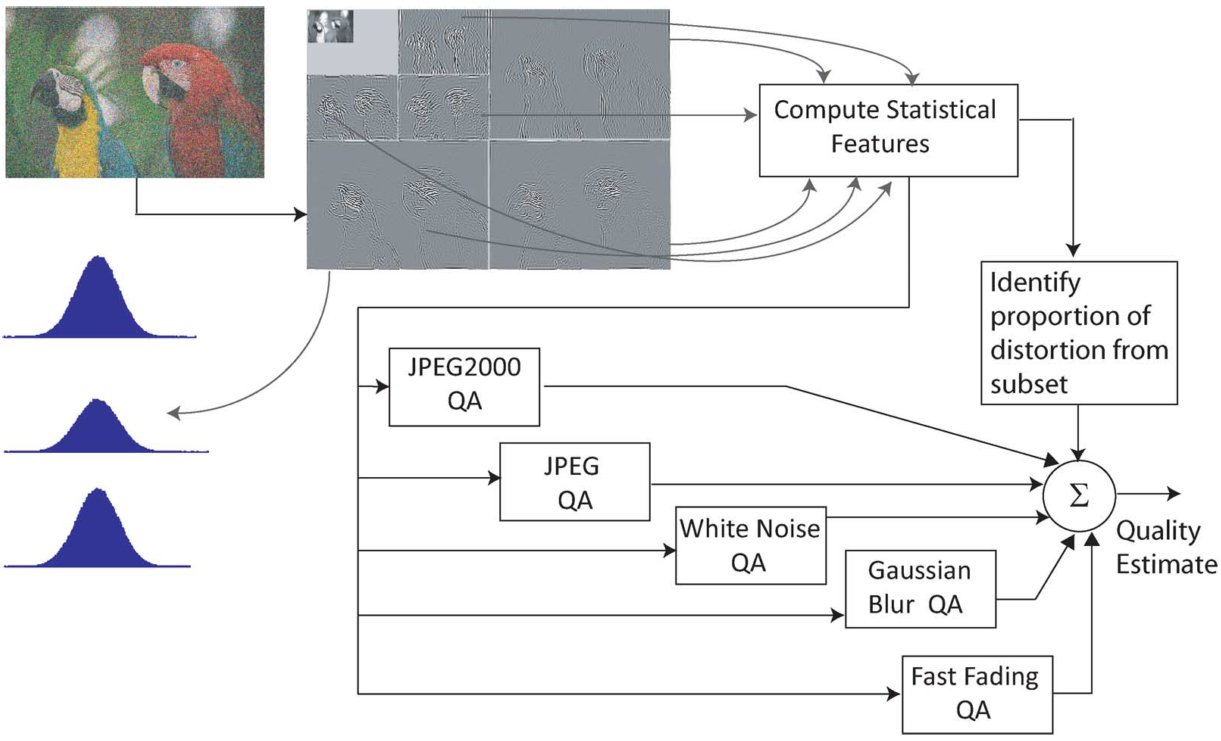 Compute Statistical
Features
Identify
proportion of
distortion from
subset
JPEG2000
QA
JPEG
QA
White Noise
QA
Gaussian
Blur QA
Fast Fading
QA
Σ
Quality
Estimate